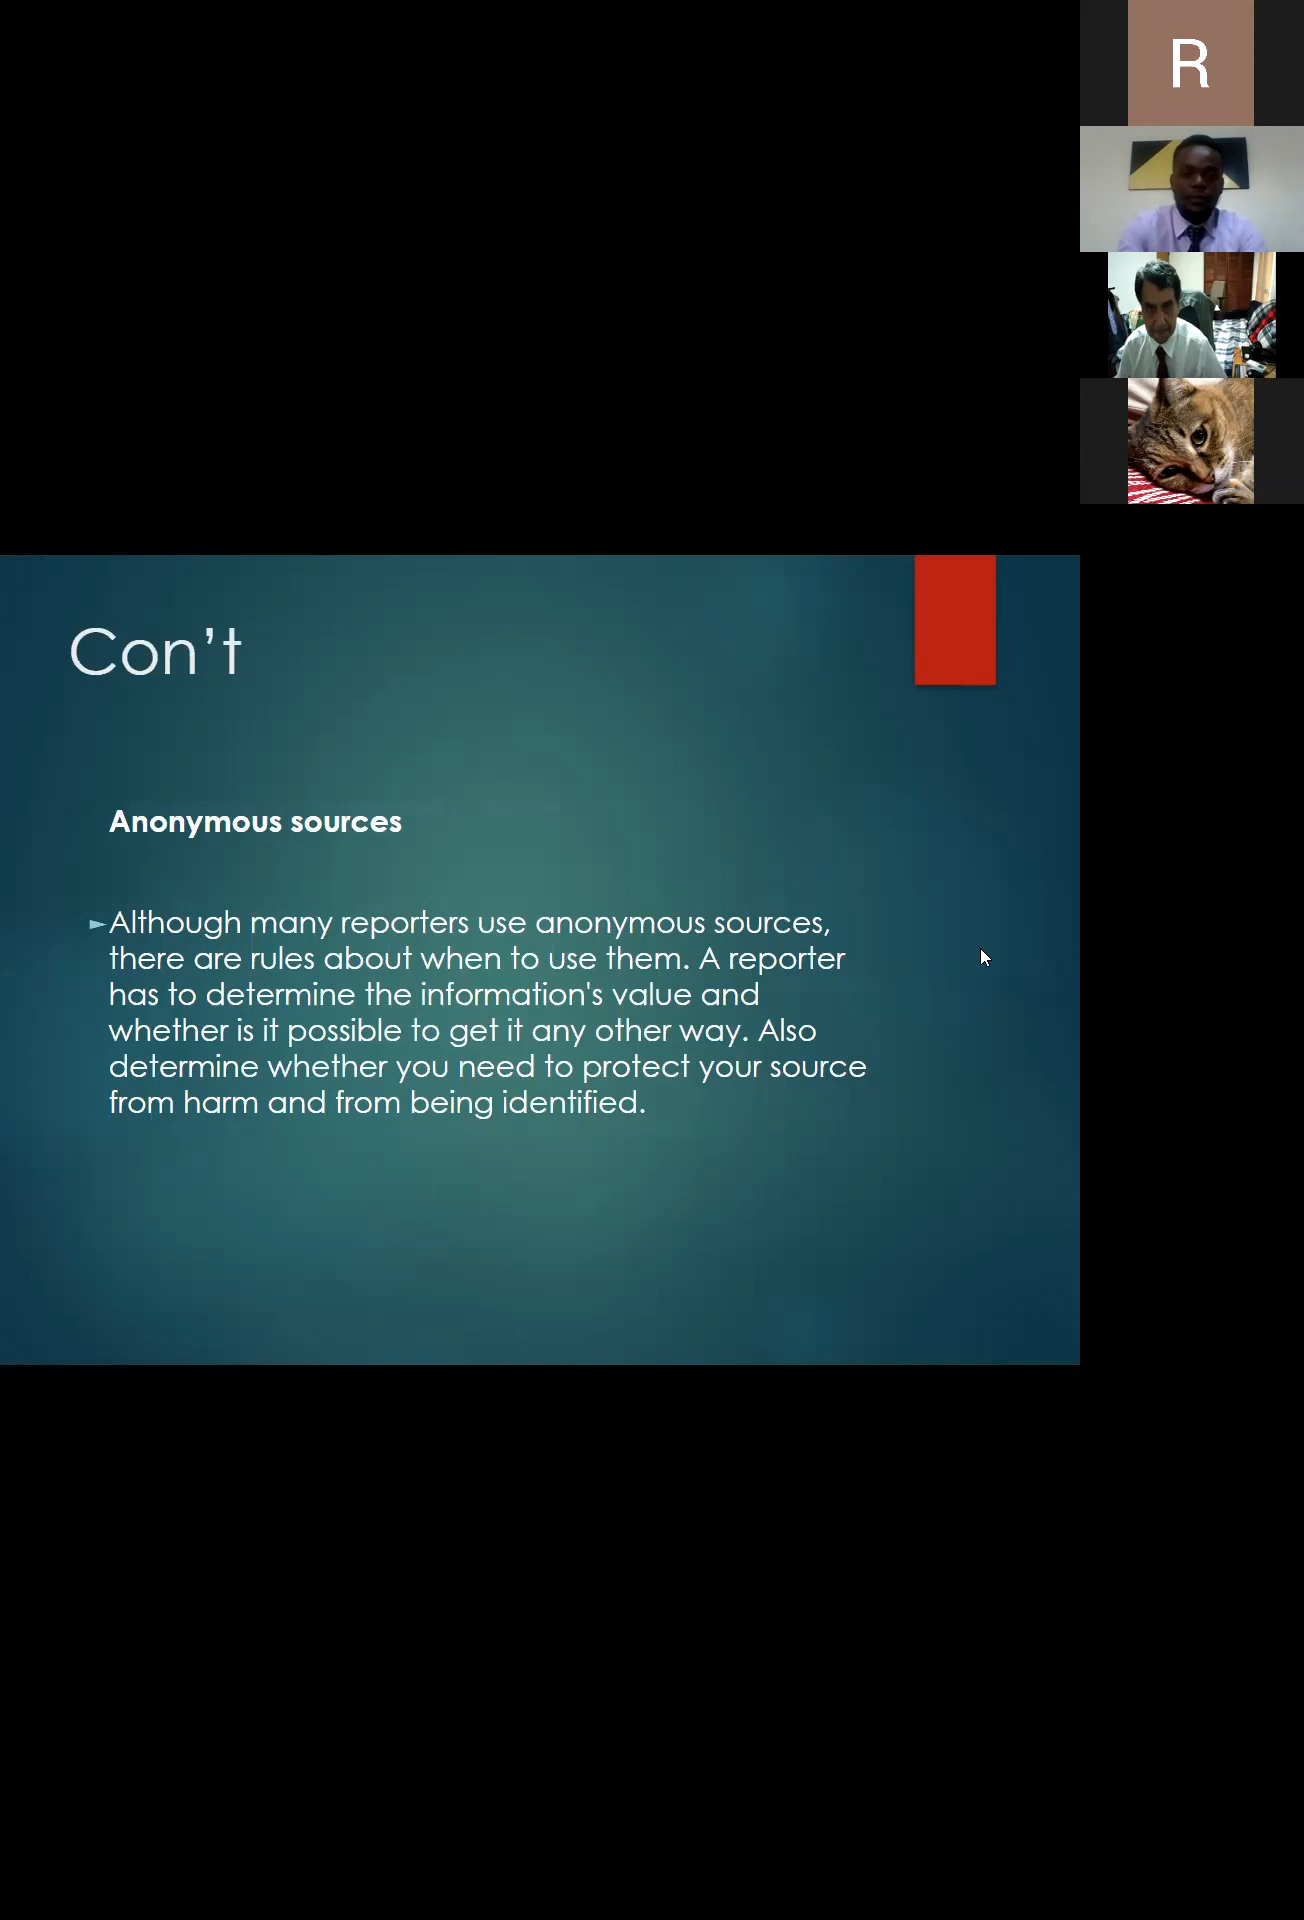 R
Con’t
Anonymous sources
Although many reporters use anonymous sources,
there are rules about when to use them. A reporter
has to determine the information's value and
whether is it possible to get it any other way. Also
determine whether you need to protect your source
from harm and from being identified.